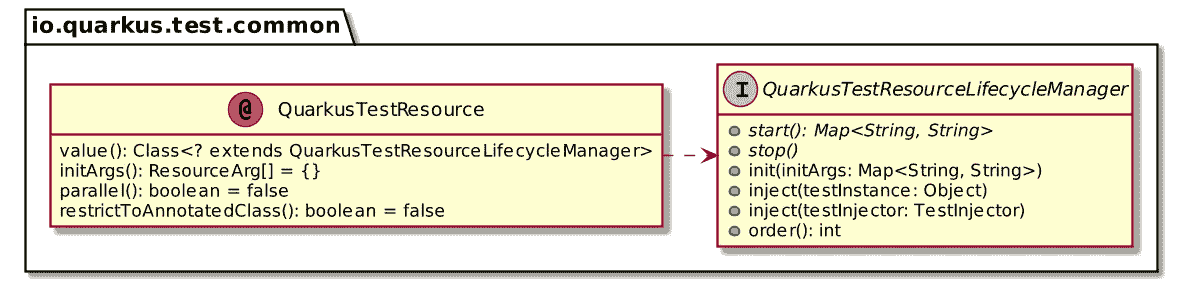 io.quarkus.test.common
@ QuarkusTestResource
value(): Class<? extends QuarkusTestResourceLifecycleManager>
initArgs(): ResourceArg[] = {}
parallel(): boolean = false
restrictToAnnotatedClass(): boolean = false
I QuarkusTestResourceLifecycleManager
start(): Map<String, String>
stop()
init(initArgs: Map<String, String>)
inject(testInstance: Object)
inject(testInjector: TestInjector)
order(): int